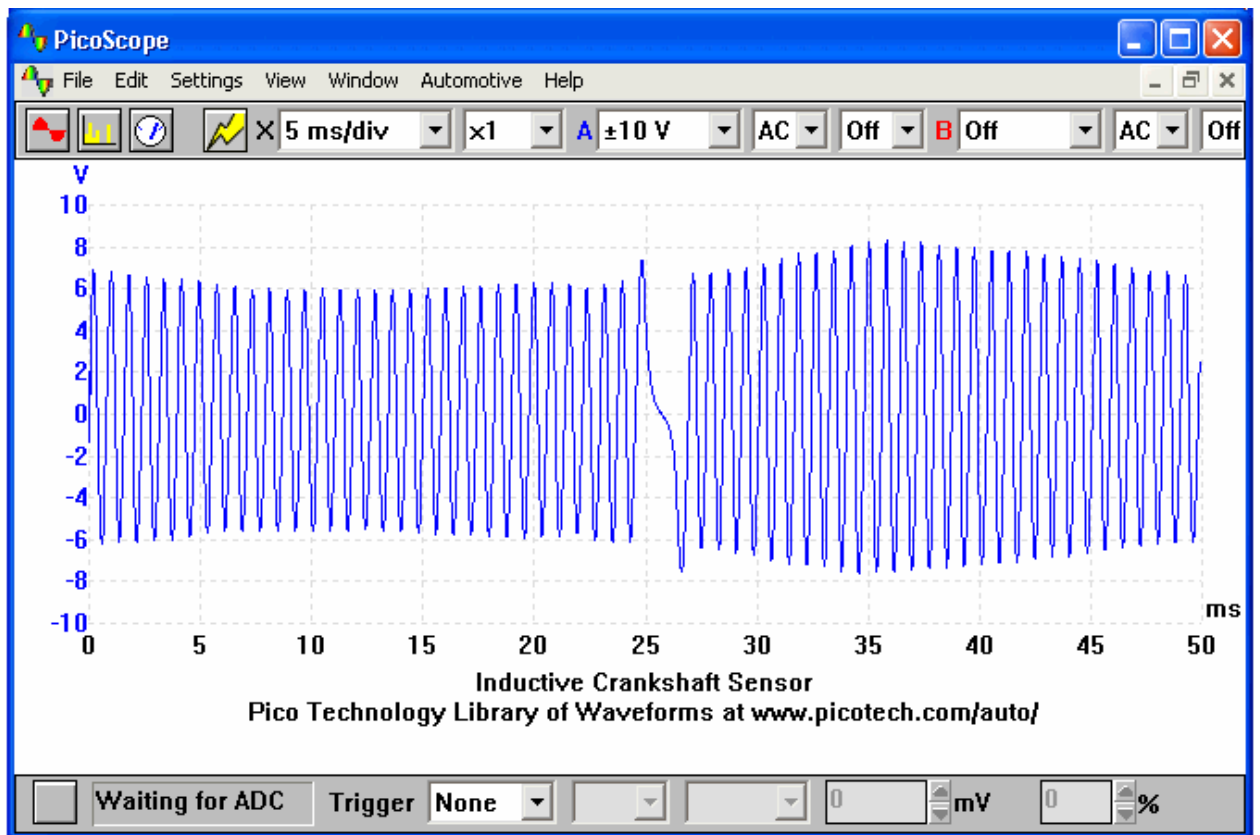 PicoScope
File Edit Settings View Window Automotive Help
X 5 ms/div x1 A ±10 V AC Off B Off AC Off
V
10
8
6
4
2
0
-2
-4
-6
-8
-10
ms
0 5 10 15 20 25 30 35 40 45 50
Inductive Crankshaft Sensor
Pico Technology Library of Waveforms at www.picotech.com/auto/
Waiting for ADC Trigger None 0 mV 0 %